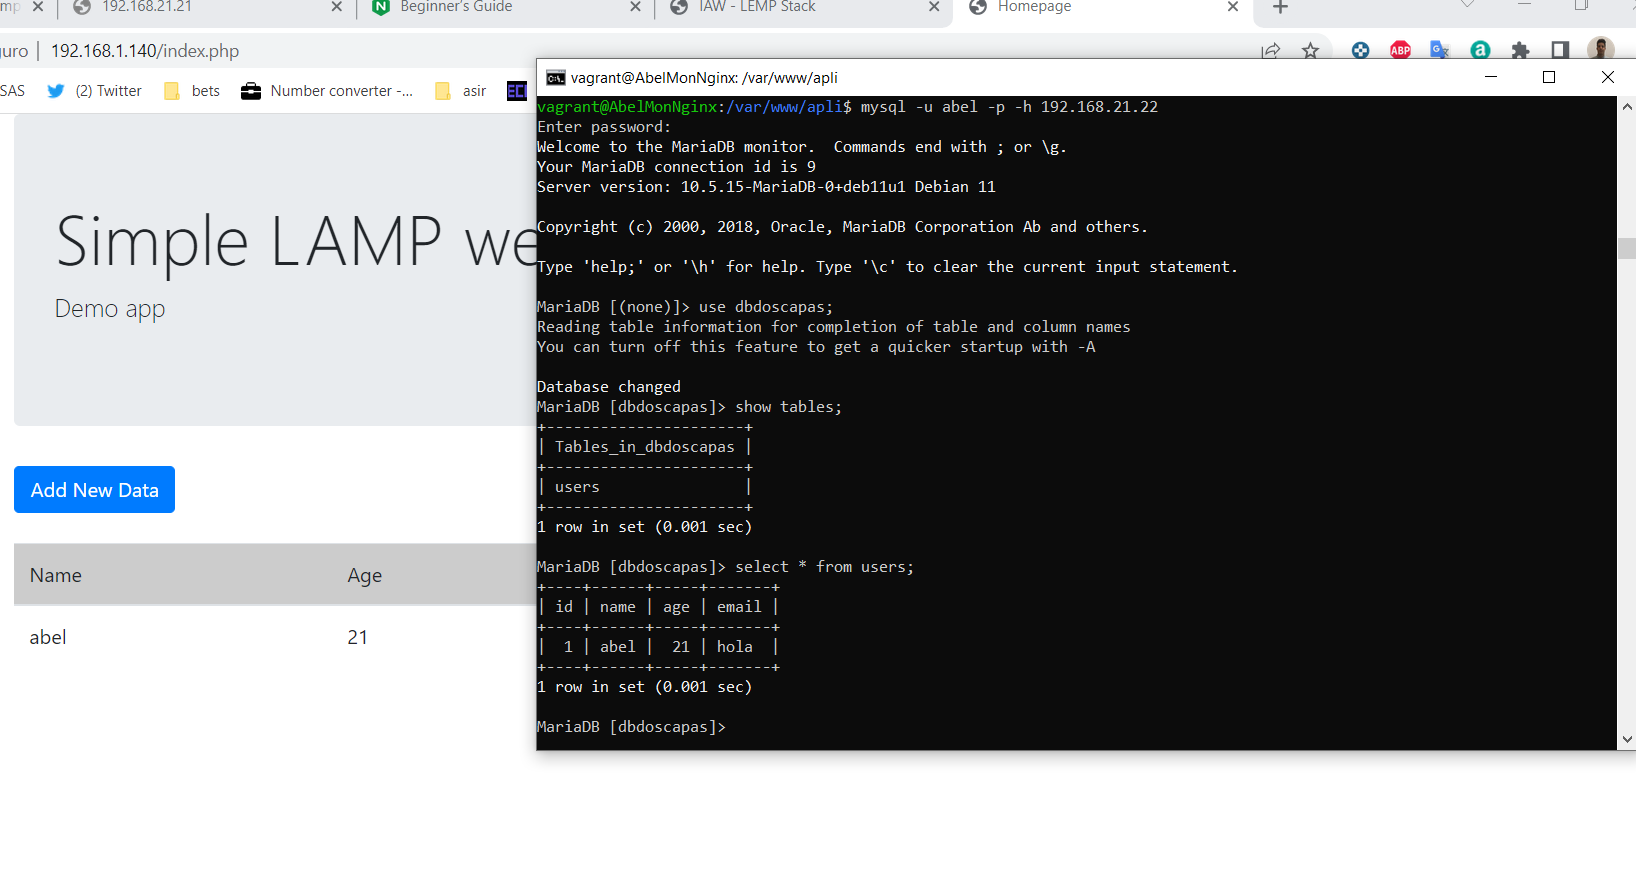 192.168.21.21
Beginner's Guide
IAW - LEMP Stack
Homepage
guro | 192.168.1.140/index.php
ABP
a
SAS
(2) Twitter
bets
Number converter -...
asir
vagrant@AbelMonNginx: /var/www/apli
vagrant@AbelMonNginx:/var/www/apli$ mysql -u abel -p -h 192.168.21.22
Enter password:
Welcome to the MariaDB monitor.  Commands end with ; or \g.
Your MariaDB connection id is 9
Server version: 10.5.15-MariaDB-0+deb11u1 Debian 11
Copyright (c) 2000, 2018, Oracle, MariaDB Corporation Ab and others.
Type 'help;' or '\h' for help. Type '\c' to clear the current input statement.
MariaDB [(none)]> use dbdoscapas;
Reading table information for completion of table and column names
You can turn off this feature to get a quicker startup with -A
Database changed
MariaDB [dbdoscapas]> show tables;
+----------------------+
| Tables_in_dbdoscapas |
+----------------------+
| users                |
+----------------------+
1 row in set (0.001 sec)
MariaDB [dbdoscapas]> select * from users;
+----+------+-----+-------+
| id | name | age | email |
+----+------+-----+-------+
|  1 | abel |  21 | hola  |
+----+------+-----+-------+
1 row in set (0.001 sec)
MariaDB [dbdoscapas]>
Simple LAMP we
Demo app
Add New Data
Name Age
abel 21